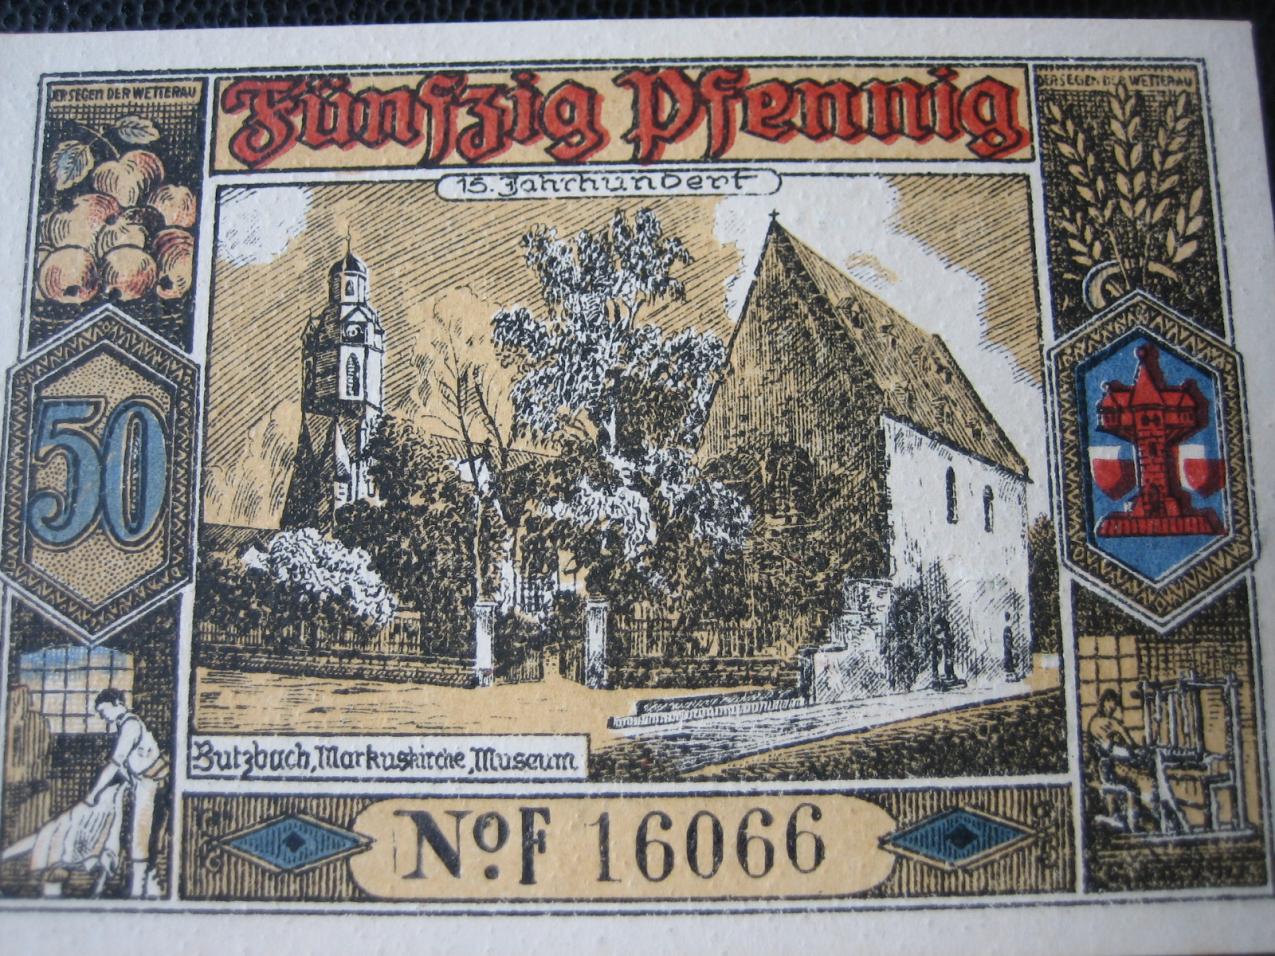 DER SEGEN DER WETTERAU
Fünfzig Pfennig
DER SEGEN DER WETTERAU
15. Jahrhundert
50
Butzbach, Markuskirche, Museum
No. F 16066